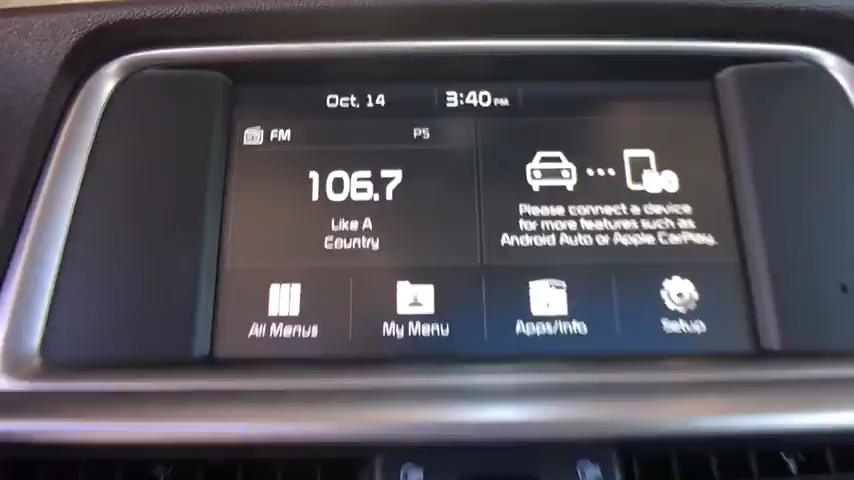 Oct. 14
3:40 PM
FM
P5
106.7
Like A
Country
Please connect a device
for more features such as
Android Auto or Apple CarPlay.
All Menus
My Menu
Apps/Info
Setup